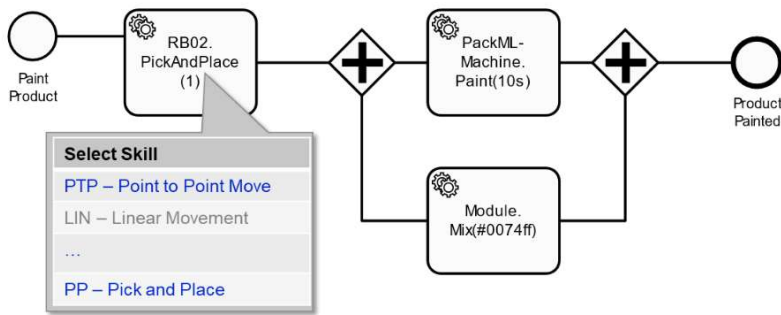 Paint
Product
RB02.
PickAndPlace
(1)
PackML-
Machine.
Paint(10s)
Product
Painted
Select Skill
PTP – Point to Point Move
LIN – Linear Movement
…
PP – Pick and Place
Module.
Mix(#0074ff)